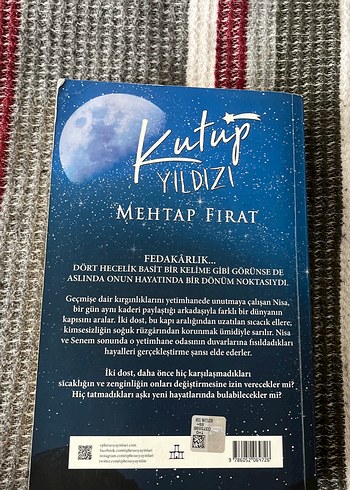 Kutup
YILDIZI
MEHTAP FIRAT
FEDAKÂRLIK...
DÖRT HECELİK BASİT BİR KELİME GİBİ GÖRÜNSE DE
ASLINDA ONUN HAYATINDA BİR DÖNÜM NOKTASIYDI.
Geçmişe dair kırgınlıklarını yetimhanede unutmaya çalışan Nisa,
bir gün aynı kaderi paylaştığı arkadaşıyla farklı bir dünyanın
kapısını aralar. İki dost, bu kapı aralığından uzatılan sıcacık ellere,
kimsesizliğin soğuk rüzgârından korunmak ümidiyle sarılır. Nisa
ve Senem sonunda o yetimhane odasının duvarlarına fısıldadıkları
hayalleri gerçekleştirme şansı elde ederler.
İki dost, daha önce hiç karşılaşmadıkları
sıcaklığın ve zenginliğin onları değiştirmesine izin verecekler mi?
Hiç tatmadıkları aşkı yeni hayatlarında bulabilecekler mi?